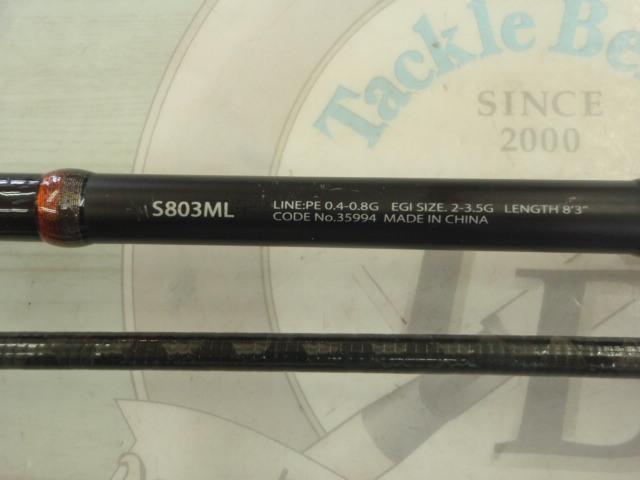 Tackle Be
SINCE
2000
S803ML
LINE:PE 0.4-0.8G EGI SIZE. 2-3.5G LENGTH 8'3"
CODE No.35994 MADE IN CHINA